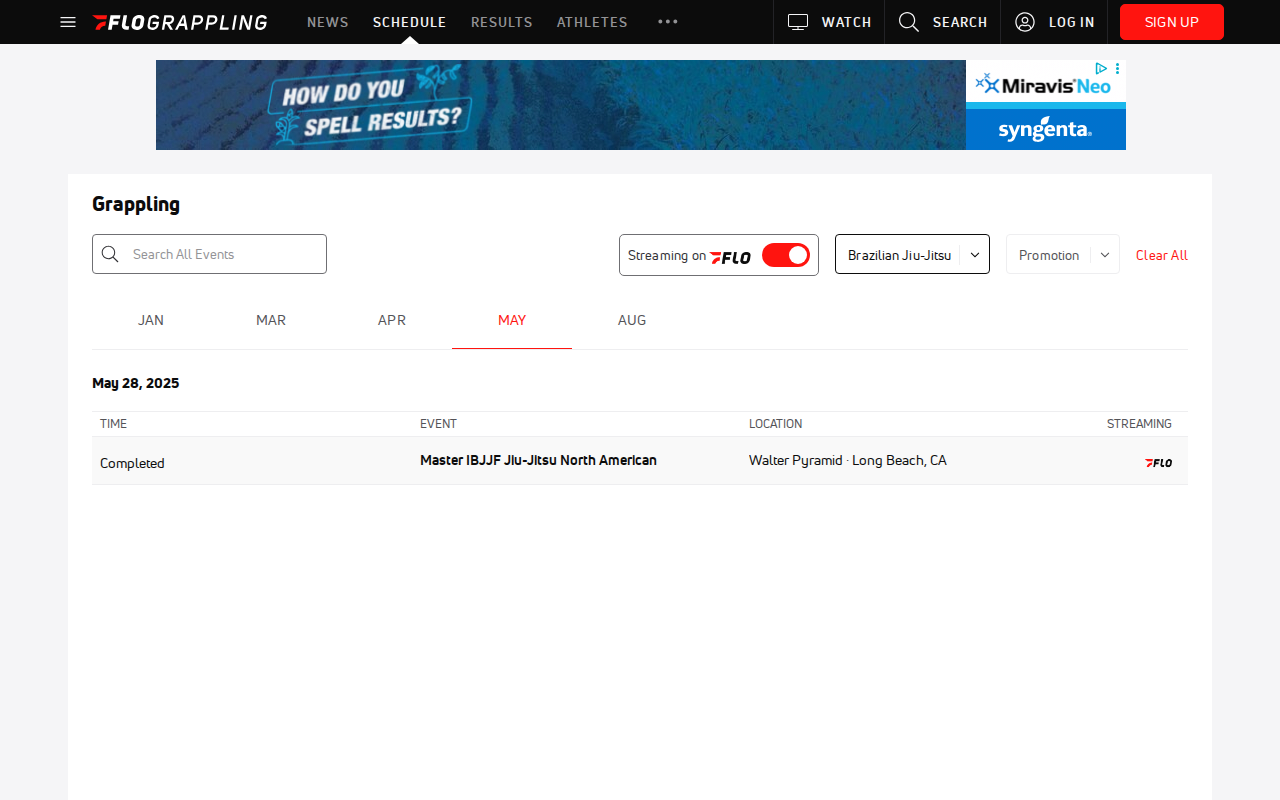 FLOGRAPPLING NEWS SCHEDULE RESULTS ATHLETES WATCH SEARCH LOG IN SIGN UP
HOW DO YOU
SPELL RESULTS?
Miravis® Neo
syngenta®
Grappling
Search All Events
Streaming on FLO
Brazilian Jiu-Jitsu
Promotion
Clear All
JAN MAR APR MAY AUG
May 28, 2025
TIME EVENT LOCATION STREAMING
Completed Master IBJJF Jiu-Jitsu North American Walter Pyramid · Long Beach, CA FLO